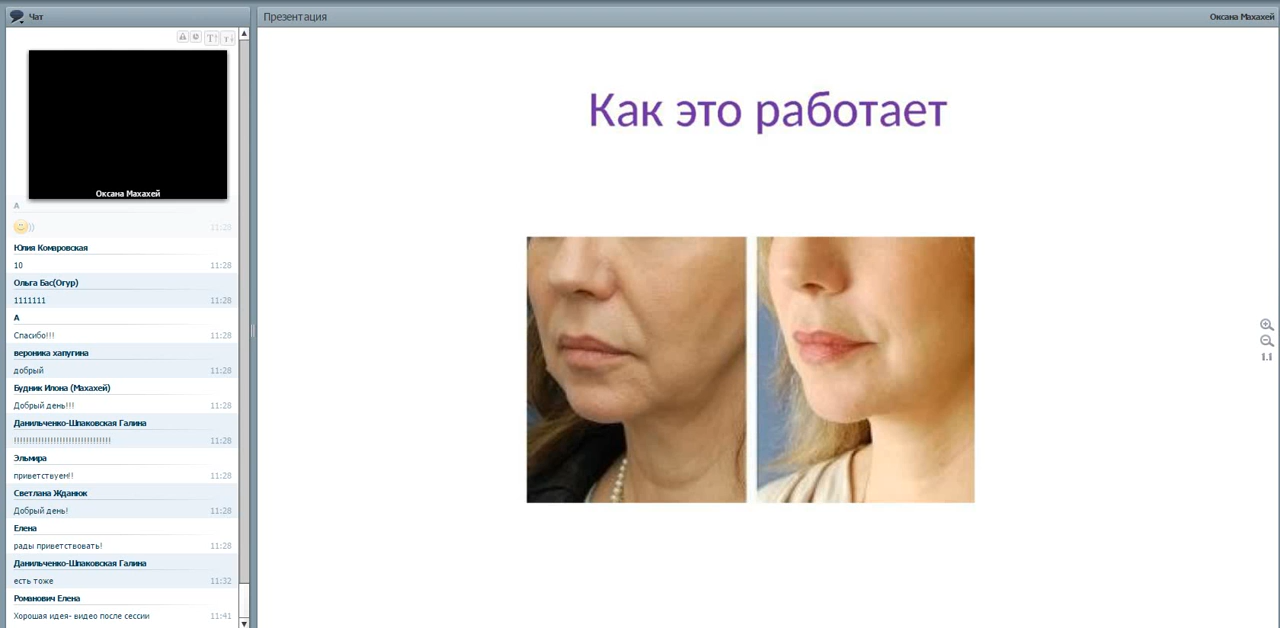 Чат
Презентация
Оксана Махахей
Оксана Махахей
А
))
11:28
Юлия Комаровская
10
11:28
Ольга Бас(Огур)
1111111
11:28
А
Спасибо!!!
11:28
вероника хапугина
добрый
11:28
Будник Илона (Махахей)
Добрый день!!!
11:28
Данильченко-Шпаковская Галина
11:28
Эльмира
приветствуем!!
11:28
Светлана Жданюк
Добрый день!
11:28
Елена
рады приветствовать!
11:28
Данильченко-Шпаковская Галина
есть тоже
11:32
Романович Елена
Хорошая идея- видео после сессии
11:41
Как это работает
1:1